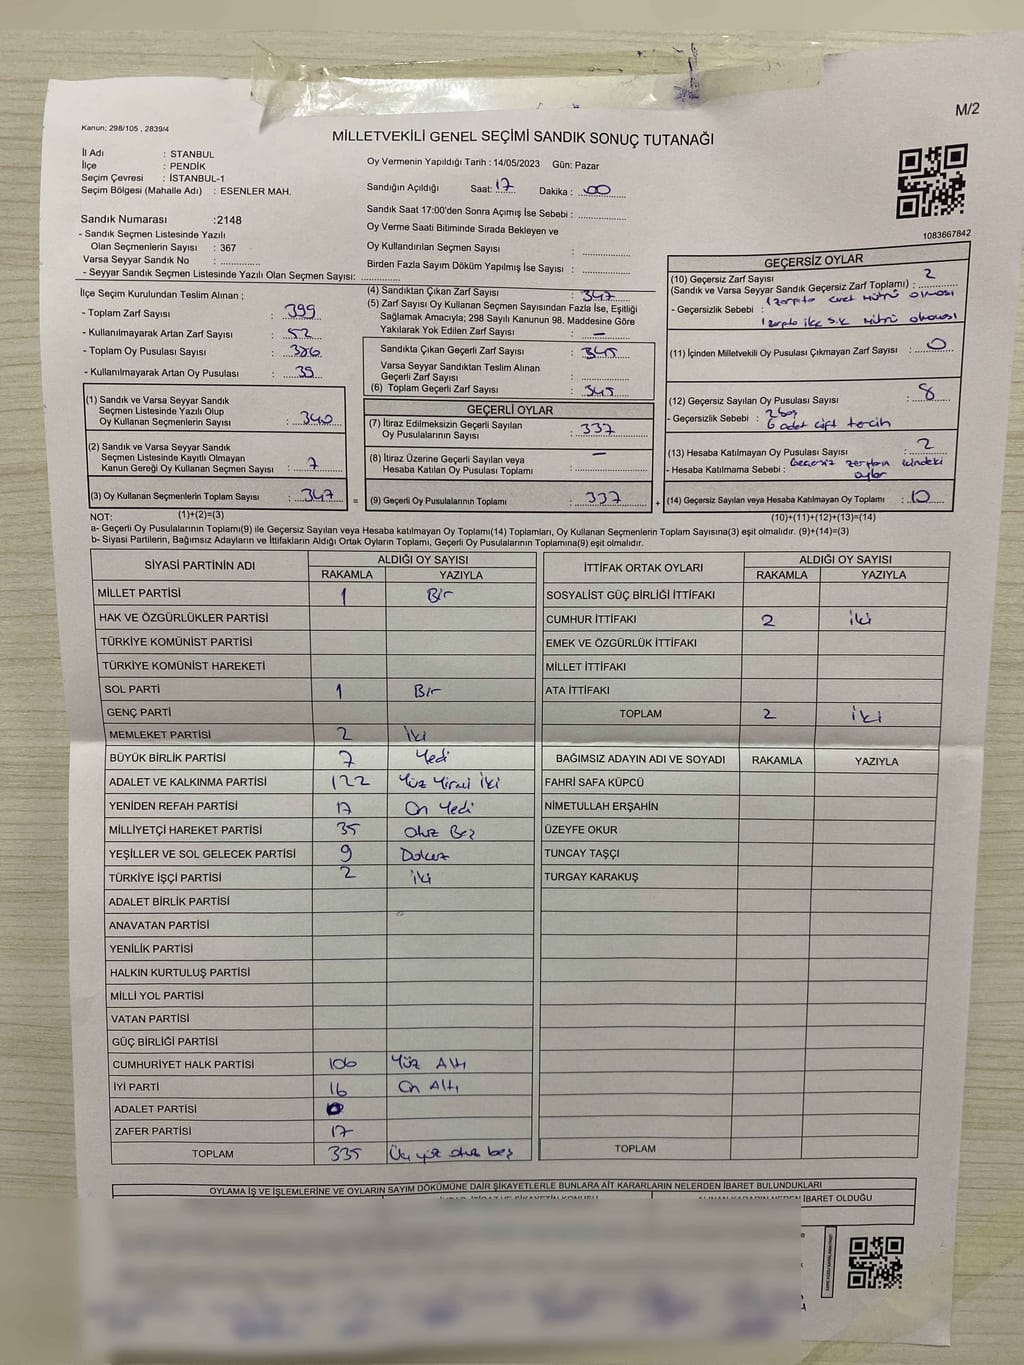 M/2
Kanun; 298/105 , 2839/4
MİLLETVEKİLİ GENEL SEÇİMİ SANDIK SONUÇ TUTANAĞI
İl Adı : İSTANBUL
İlçe : PENDİK
Seçim Çevresi : İSTANBUL-1
Seçim Bölgesi (Mahalle Adı) : ESENLER MAH.
Sandık Numarası :2148
- Sandık Seçmen Listesinde Yazılı
Olan Seçmenlerin Sayısı : 367
Varsa Seyyar Sandık No :
- Seyyar Sandık Seçmen Listesinde Yazılı Olan Seçmen Sayısı:
Oy Vermenin Yapıldığı Tarih : 14/05/2023 Gün: Pazar
Sandığın Açıldığı Saat: 17 Dakika : 00
Sandık Saat 17:00'den Sonra Açımış İse Sebebi :
Oy Verme Saati Bitiminde Sırada Bekleyen ve
Oy Kullandırılan Seçmen Sayısı :
Birden Fazla Sayım Döküm Yapılmış İse Sayısı :
1083667842
İlçe Seçim Kurulundan Teslim Alınan ;
- Toplam Zarf Sayısı : 399
- Kullanılmayarak Artan Zarf Sayısı : 52
- Toplam Oy Pusulası Sayısı : 386
- Kullanılmayarak Artan Oy Pusulası : 39
(1) Sandık ve Varsa Seyyar Sandık
Seçmen Listesinde Yazılı Olup
Oy Kullanan Seçmenlerin Sayısı : 340
(2) Sandık ve Varsa Seyyar Sandık
Seçmen Listesinde Kayıtlı Olmayan
Kanun Gereği Oy Kullanan Seçmen Sayısı : 7
(3) Oy Kullanan Seçmenlerin Toplam Sayısı : 347
(1)+(2)=(3)
(4) Sandıktan Çıkan Zarf Sayısı : 347
(5) Zarf Sayısı Oy Kullanan Seçmen Sayısından Fazla İse, Eşitliği
Sağlamak Amacıyla; 298 Sayılı Kanunun 98. Maddesine Göre
Yakılarak Yok Edilen Zarf Sayısı : —
Sandıkta Çıkan Geçerli Zarf Sayısı : 345
Varsa Seyyar Sandıktan Teslim Alınan
Geçerli Zarf Sayısı :
(6) Toplam Geçerli Zarf Sayısı : 345
GEÇERLİ OYLAR
(7) İtiraz Edilmeksizin Geçerli Sayılan
Oy Pusulalarının Sayısı : 337
(8) İtiraz Üzerine Geçerli Sayılan veya
Hesaba Katılan Oy Pusulası Toplamı : —
= (9) Geçerli Oy Pusulalarının Toplamı : 337 +
GEÇERSİZ OYLAR
(10) Geçersiz Zarf Sayısı 2
(Sandık ve Varsa Seyyar Sandık Geçersiz Zarf Toplamı) :
- Geçersizlik Sebebi : 1 zarfta evet mührü olması
1 zarfta ilçe s.k mührü olmaması
(11) İçinden Milletvekili Oy Pusulası Çıkmayan Zarf Sayısı : 0
(12) Geçersiz Sayılan Oy Pusulası Sayısı : 8
- Geçersizlik Sebebi : 2 boş
6 adet çift tercih
(13) Hesaba Katılmayan Oy Pusulası Sayısı : 2
- Hesaba Katılmama Sebebi : Geçersiz zarfın içindeki
oylar
(14) Geçersiz Sayılan veya Hesaba Katılmayan Oy Toplamı : 10
(10)+(11)+(12)+(13)=(14)
NOT:
a- Geçerli Oy Pusulalarının Toplamı(9) ile Geçersiz Sayılan veya Hesaba katılmayan Oy Toplamı(14) Toplamları, Oy Kullanan Seçmenlerin Toplam Sayısına(3) eşit olmalıdır. (9)+(14)=(3)
b- Siyasi Partilerin, Bağımsız Adayların ve İttifakların Aldığı Ortak Oyların Toplamı, Geçerli Oy Pusulalarının Toplamına(9) eşit olmalıdır.
SİYASİ PARTİNİN ADI ALDIĞI OY SAYISI
RAKAMLA YAZIYLA
MİLLET PARTİSİ 1 Bir
HAK VE ÖZGÜRLÜKLER PARTİSİ
TÜRKİYE KOMÜNİST PARTİSİ
TÜRKİYE KOMÜNİST HAREKETİ
SOL PARTİ 1 Bir
GENÇ PARTİ
MEMLEKET PARTİSİ 2 İki
BÜYÜK BİRLİK PARTİSİ 7 Yedi
ADALET VE KALKINMA PARTİSİ 122 Yüz Yirmi İki
YENİDEN REFAH PARTİSİ 17 On Yedi
MİLLİYETÇİ HAREKET PARTİSİ 35 Otuz Beş
YEŞİLLER VE SOL GELECEK PARTİSİ 9 Dokuz
TÜRKİYE İŞÇİ PARTİSİ 2 İki
ADALET BİRLİK PARTİSİ
ANAVATAN PARTİSİ
YENİLİK PARTİSİ
HALKIN KURTULUŞ PARTİSİ
MİLLİ YOL PARTİSİ
VATAN PARTİSİ
GÜÇ BİRLİĞİ PARTİSİ
CUMHURİYET HALK PARTİSİ 106 Yüz Altı
İYİ PARTİ 16 On Altı
ADALET PARTİSİ
ZAFER PARTİSİ 17
TOPLAM 335 Üç yüz otuz beş
İTTİFAK ORTAK OYLARI ALDIĞI OY SAYISI
RAKAMLA YAZIYLA
SOSYALİST GÜÇ BİRLİĞİ İTTİFAKI
CUMHUR İTTİFAKI 2 İki
EMEK VE ÖZGÜRLÜK İTTİFAKI
MİLLET İTTİFAKI
ATA İTTİFAKI
TOPLAM 2 İki
BAĞIMSIZ ADAYIN ADI VE SOYADI RAKAMLA YAZIYLA
FAHRİ SAFA KÜPCÜ
NİMETULLAH ERŞAHİN
ÜZEYFE OKUR
TUNCAY TAŞÇI
TURGAY KARAKUŞ
TOPLAM
OYLAMA İŞ VE İŞLEMLERİNE VE OYLARIN SAYIM DÖKÜMÜNE DAİR ŞİKAYETLERLE BUNLARA AİT KARARLARIN NELERDEN İBARET BULUNDUKLARI
ALINAN KARARIN NEDEN İBARET OLDUĞU